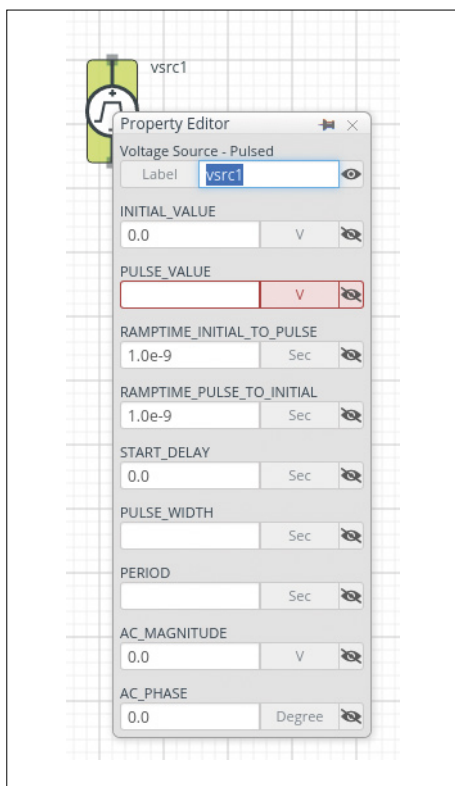 vsrc1
Property Editor
Voltage Source - Pulsed
Label vsrc1
INITIAL_VALUE
0.0 V
PULSE_VALUE
V
RAMPTIME_INITIAL_TO_PULSE
1.0e-9 Sec
RAMPTIME_PULSE_TO_INITIAL
1.0e-9 Sec
START_DELAY
0.0 Sec
PULSE_WIDTH
Sec
PERIOD
Sec
AC_MAGNITUDE
0.0 V
AC_PHASE
0.0 Degree